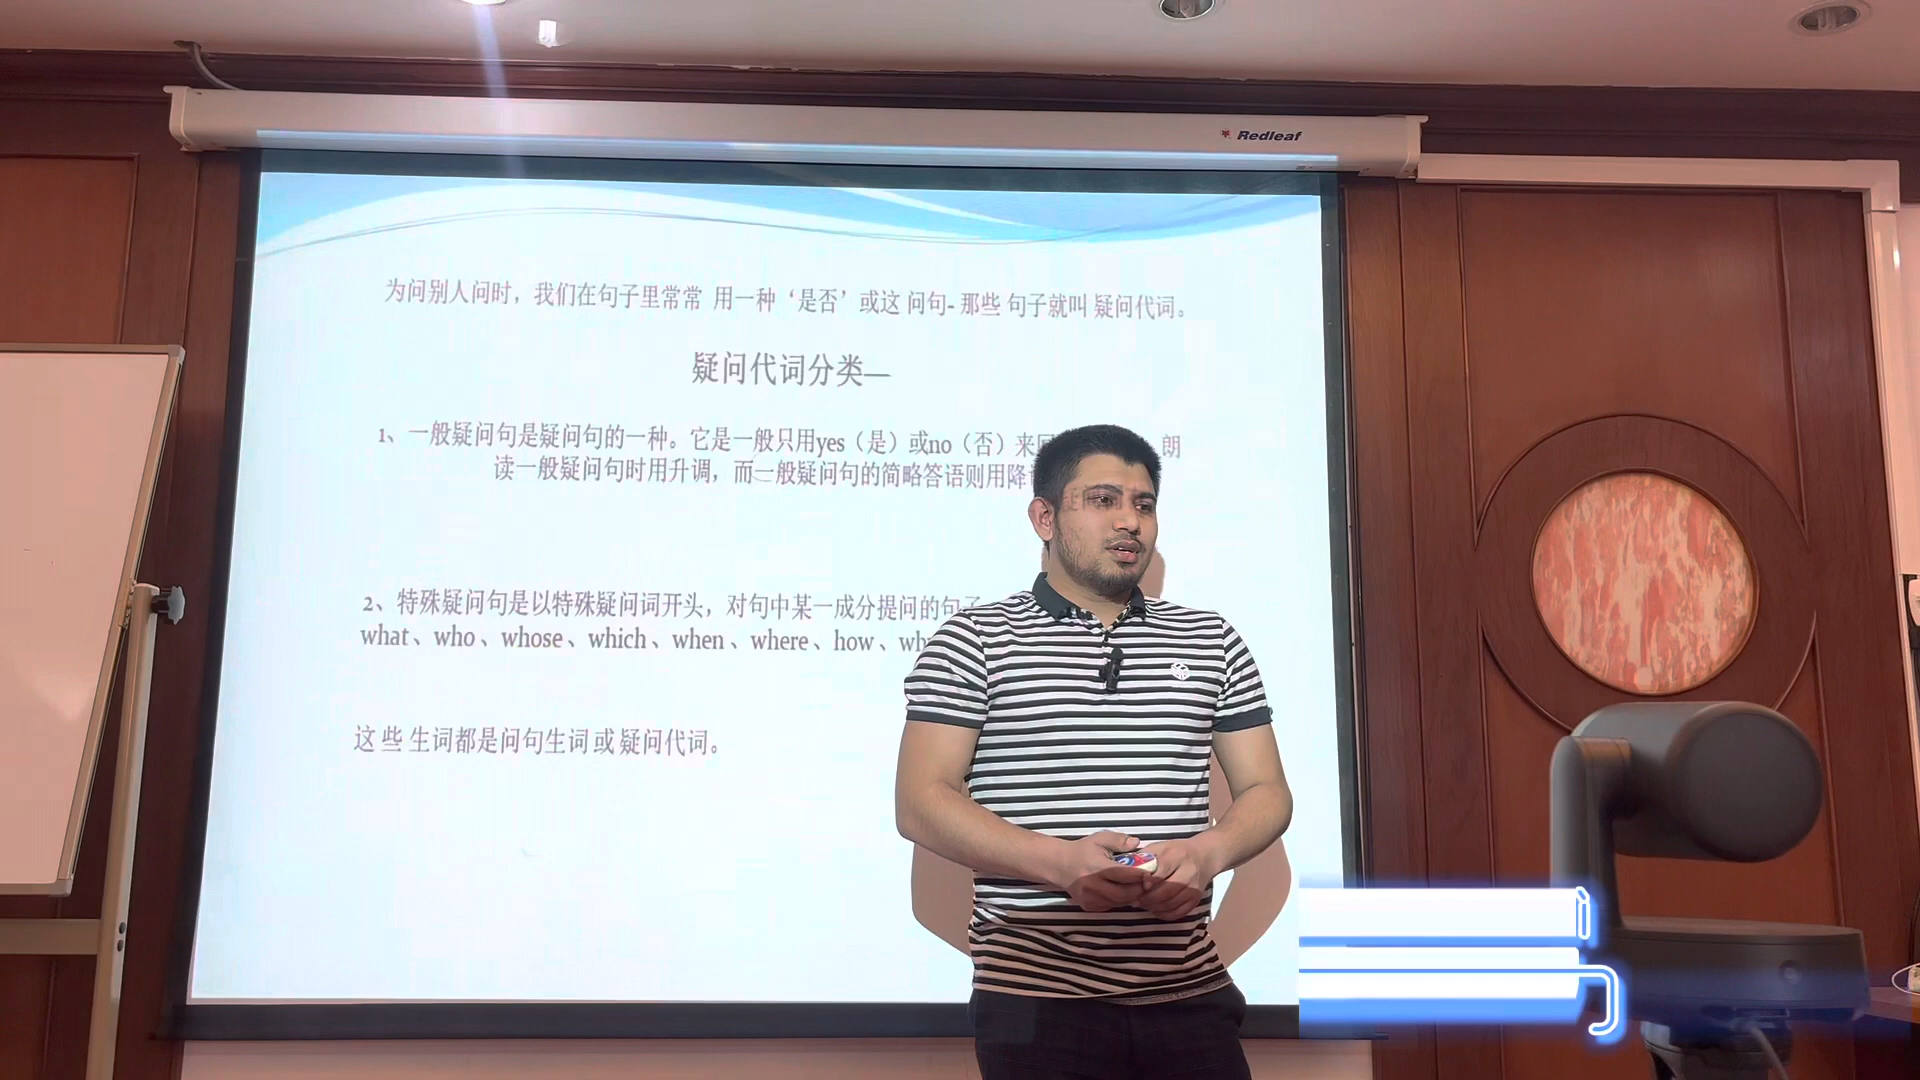 Redleaf
为问别人问时，我们在句子里常常 用一种‘是否’或这 问句- 那些 句子就叫 疑问代词。
疑问代词分类—
1、一般疑问句是疑问句的一种。它是一般只用yes（是）或no（否）来 朗
读一般疑问句时用升调，而一般疑问句的简略答语则用降
2、特殊疑问句是以特殊疑问词开头，对句中某一成分提问的句子
what、who、whose、which、when、where、how、
这 些 生词都是问句生词 或 疑问代词。